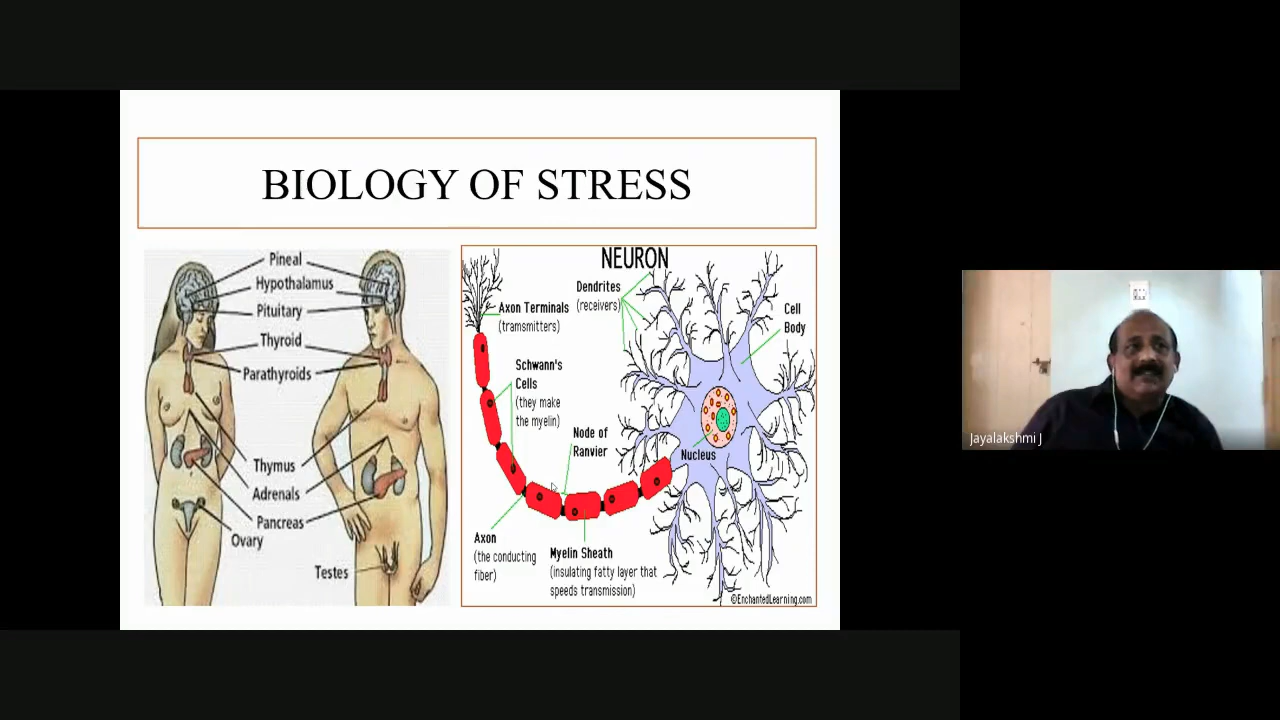 BIOLOGY OF STRESS
Pineal
Hypothalamus
Pituitary
Thyroid
Parathyroids
Thymus
Adrenals
Pancreas
Ovary
Testes
NEURON
Dendrites
(receivers)
Axon Terminals
(tramsmitters)
Cell
Body
Schwann's
Cells
(they make
the myelin)
Node of
Ranvier
Nucleus
Axon
(the conducting
fiber)
Myelin Sheath
(insulating fatty layer that
speeds transmission)
©EnchantedLearning.com
Jayalakshmi J